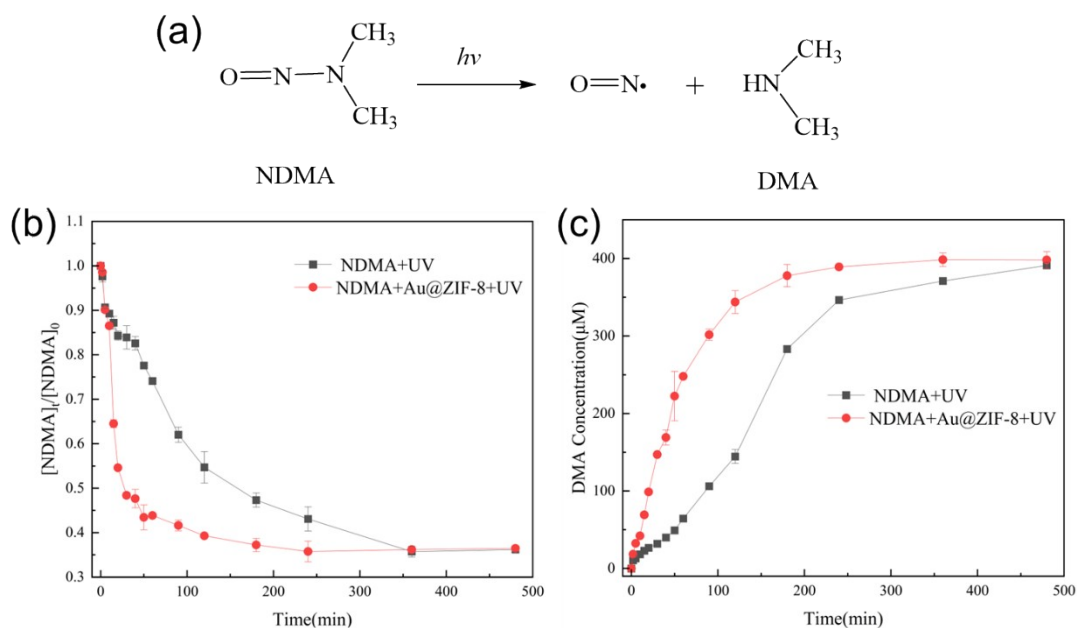 (a)
O=N—N
CH3
CH3
hv
O=N•
+
HN
CH3
CH3
NDMA
DMA
(b)
[NDMA]t/[NDMA]0
1.1
1.0
0.9
0.8
0.7
0.6
0.5
0.4
0.3
NDMA+UV
NDMA+Au@ZIF-8+UV
0 100 200 300 400 500
Time(min)
(c)
DMA Concentration(μM)
400
300
200
100
0
NDMA+UV
NDMA+Au@ZIF-8+UV
0 100 200 300 400 500
Time(min)